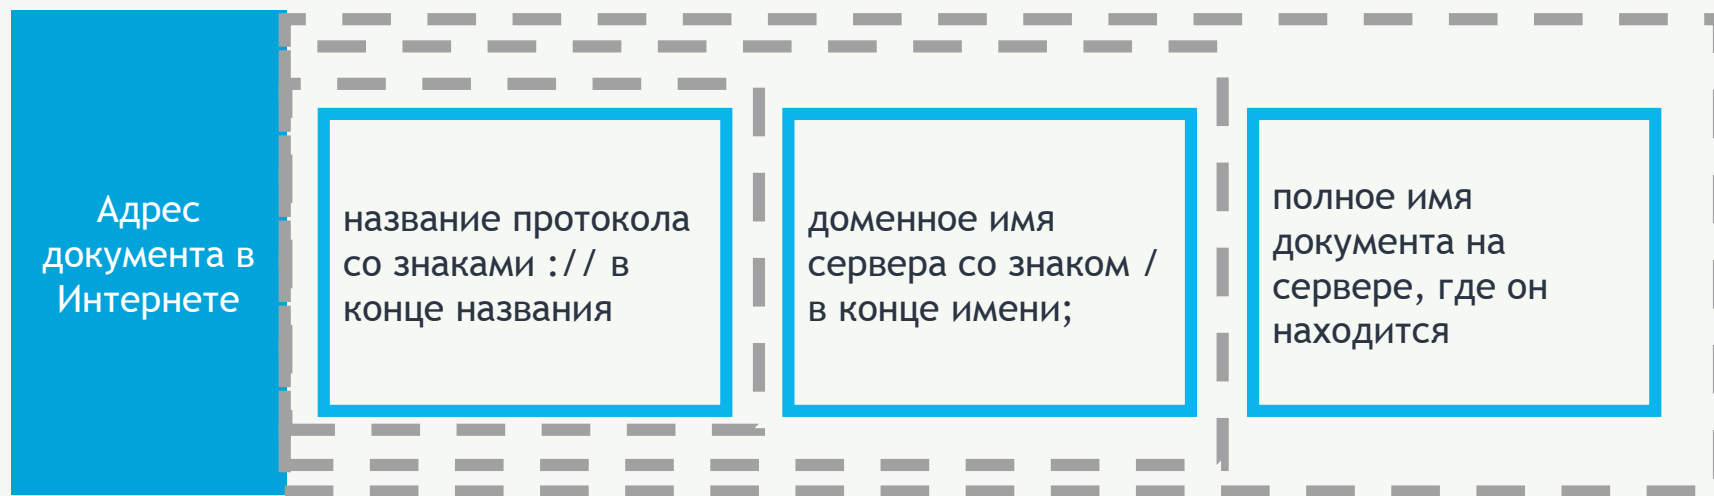 Адрес
документа в
Интернете
название протокола
со знаками :// в
конце названия
доменное имя
сервера со знаком /
в конце имени;
полное имя
документа на
сервере, где он
находится